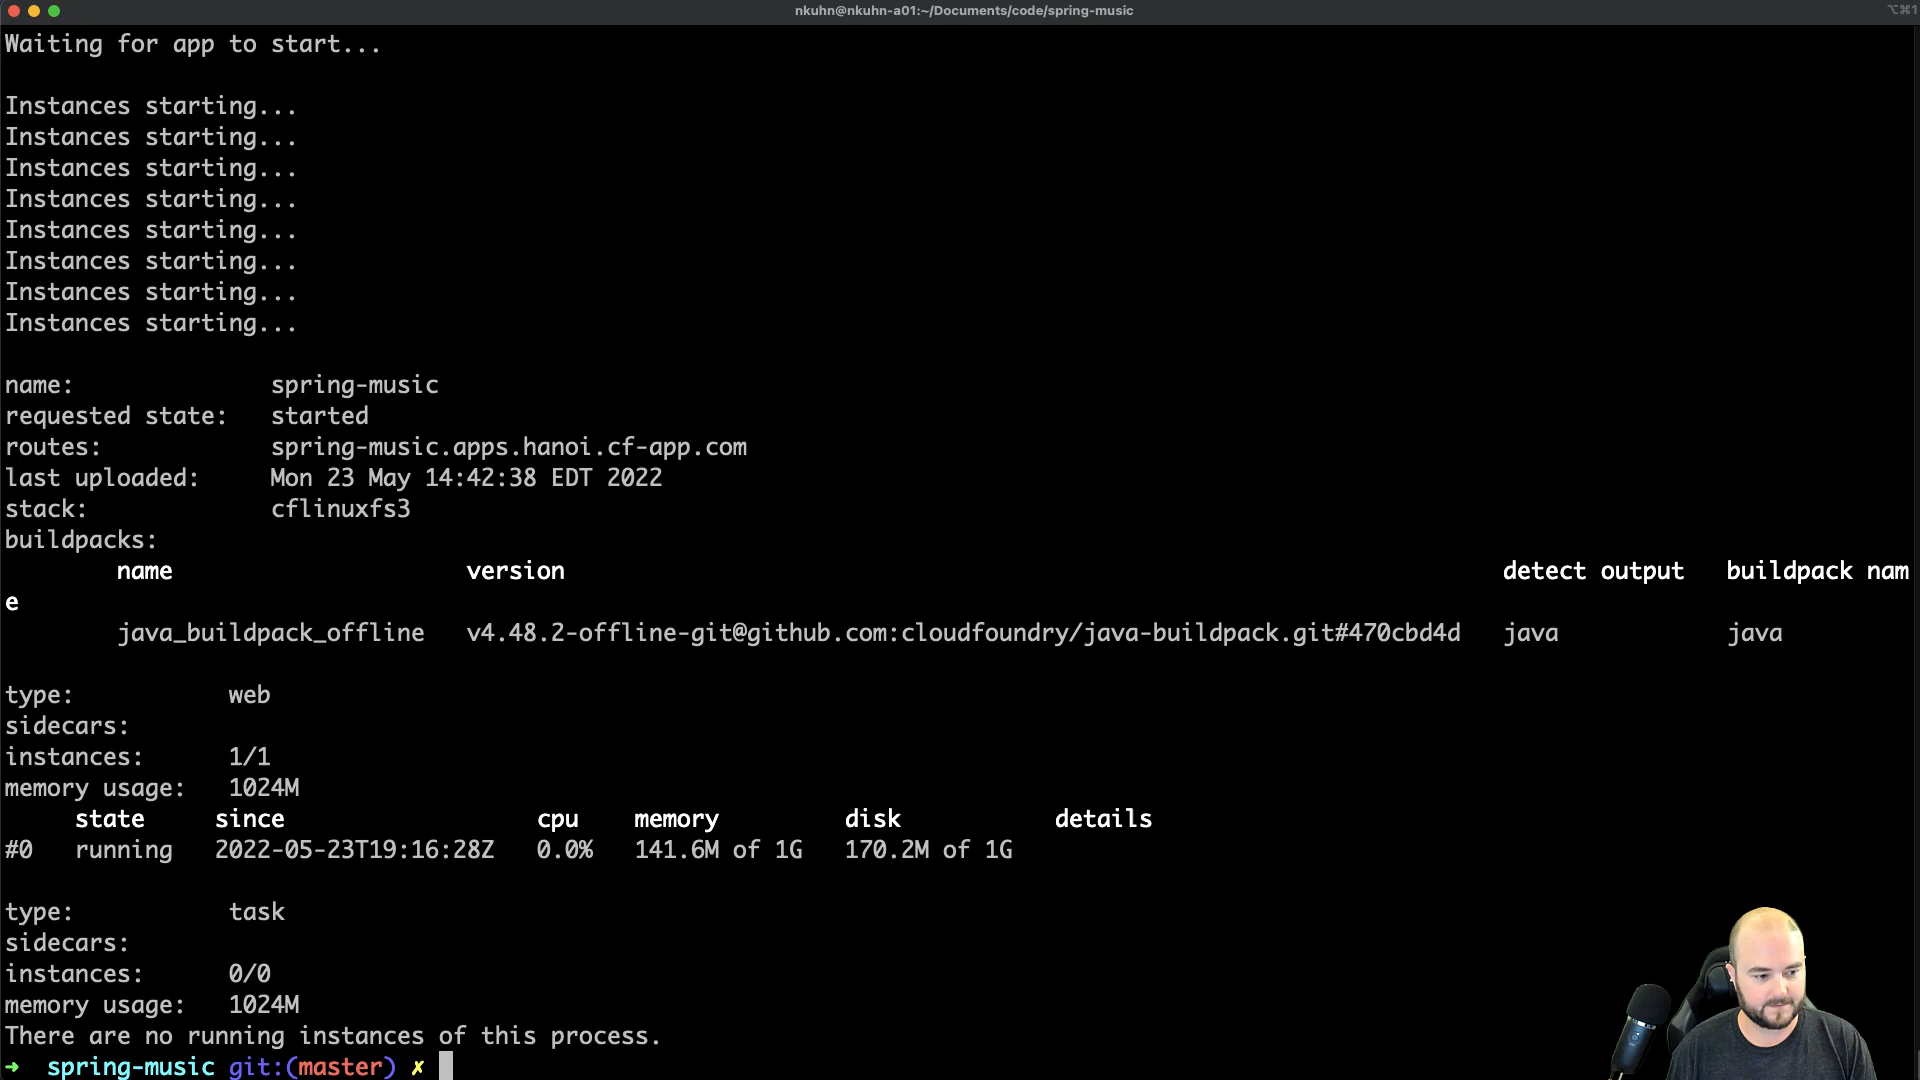 nkuhn@nkuhn-a01:~/Documents/code/spring-music
⌥⌘1
Waiting for app to start...
Instances starting...
Instances starting...
Instances starting...
Instances starting...
Instances starting...
Instances starting...
Instances starting...
Instances starting...
name: spring-music
requested state: started
routes: spring-music.apps.hanoi.cf-app.com
last uploaded: Mon 23 May 14:42:38 EDT 2022
stack: cflinuxfs3
buildpacks:
name version detect output buildpack nam
e
java_buildpack_offline v4.48.2-offline-git@github.com:cloudfoundry/java-buildpack.git#470cbd4d java java
type: web
sidecars:
instances: 1/1
memory usage: 1024M
state since cpu memory disk details
#0 running 2022-05-23T19:16:28Z 0.0% 141.6M of 1G 170.2M of 1G
type: task
sidecars:
instances: 0/0
memory usage: 1024M
There are no running instances of this process.
➜ spring-music git:(master) ✗